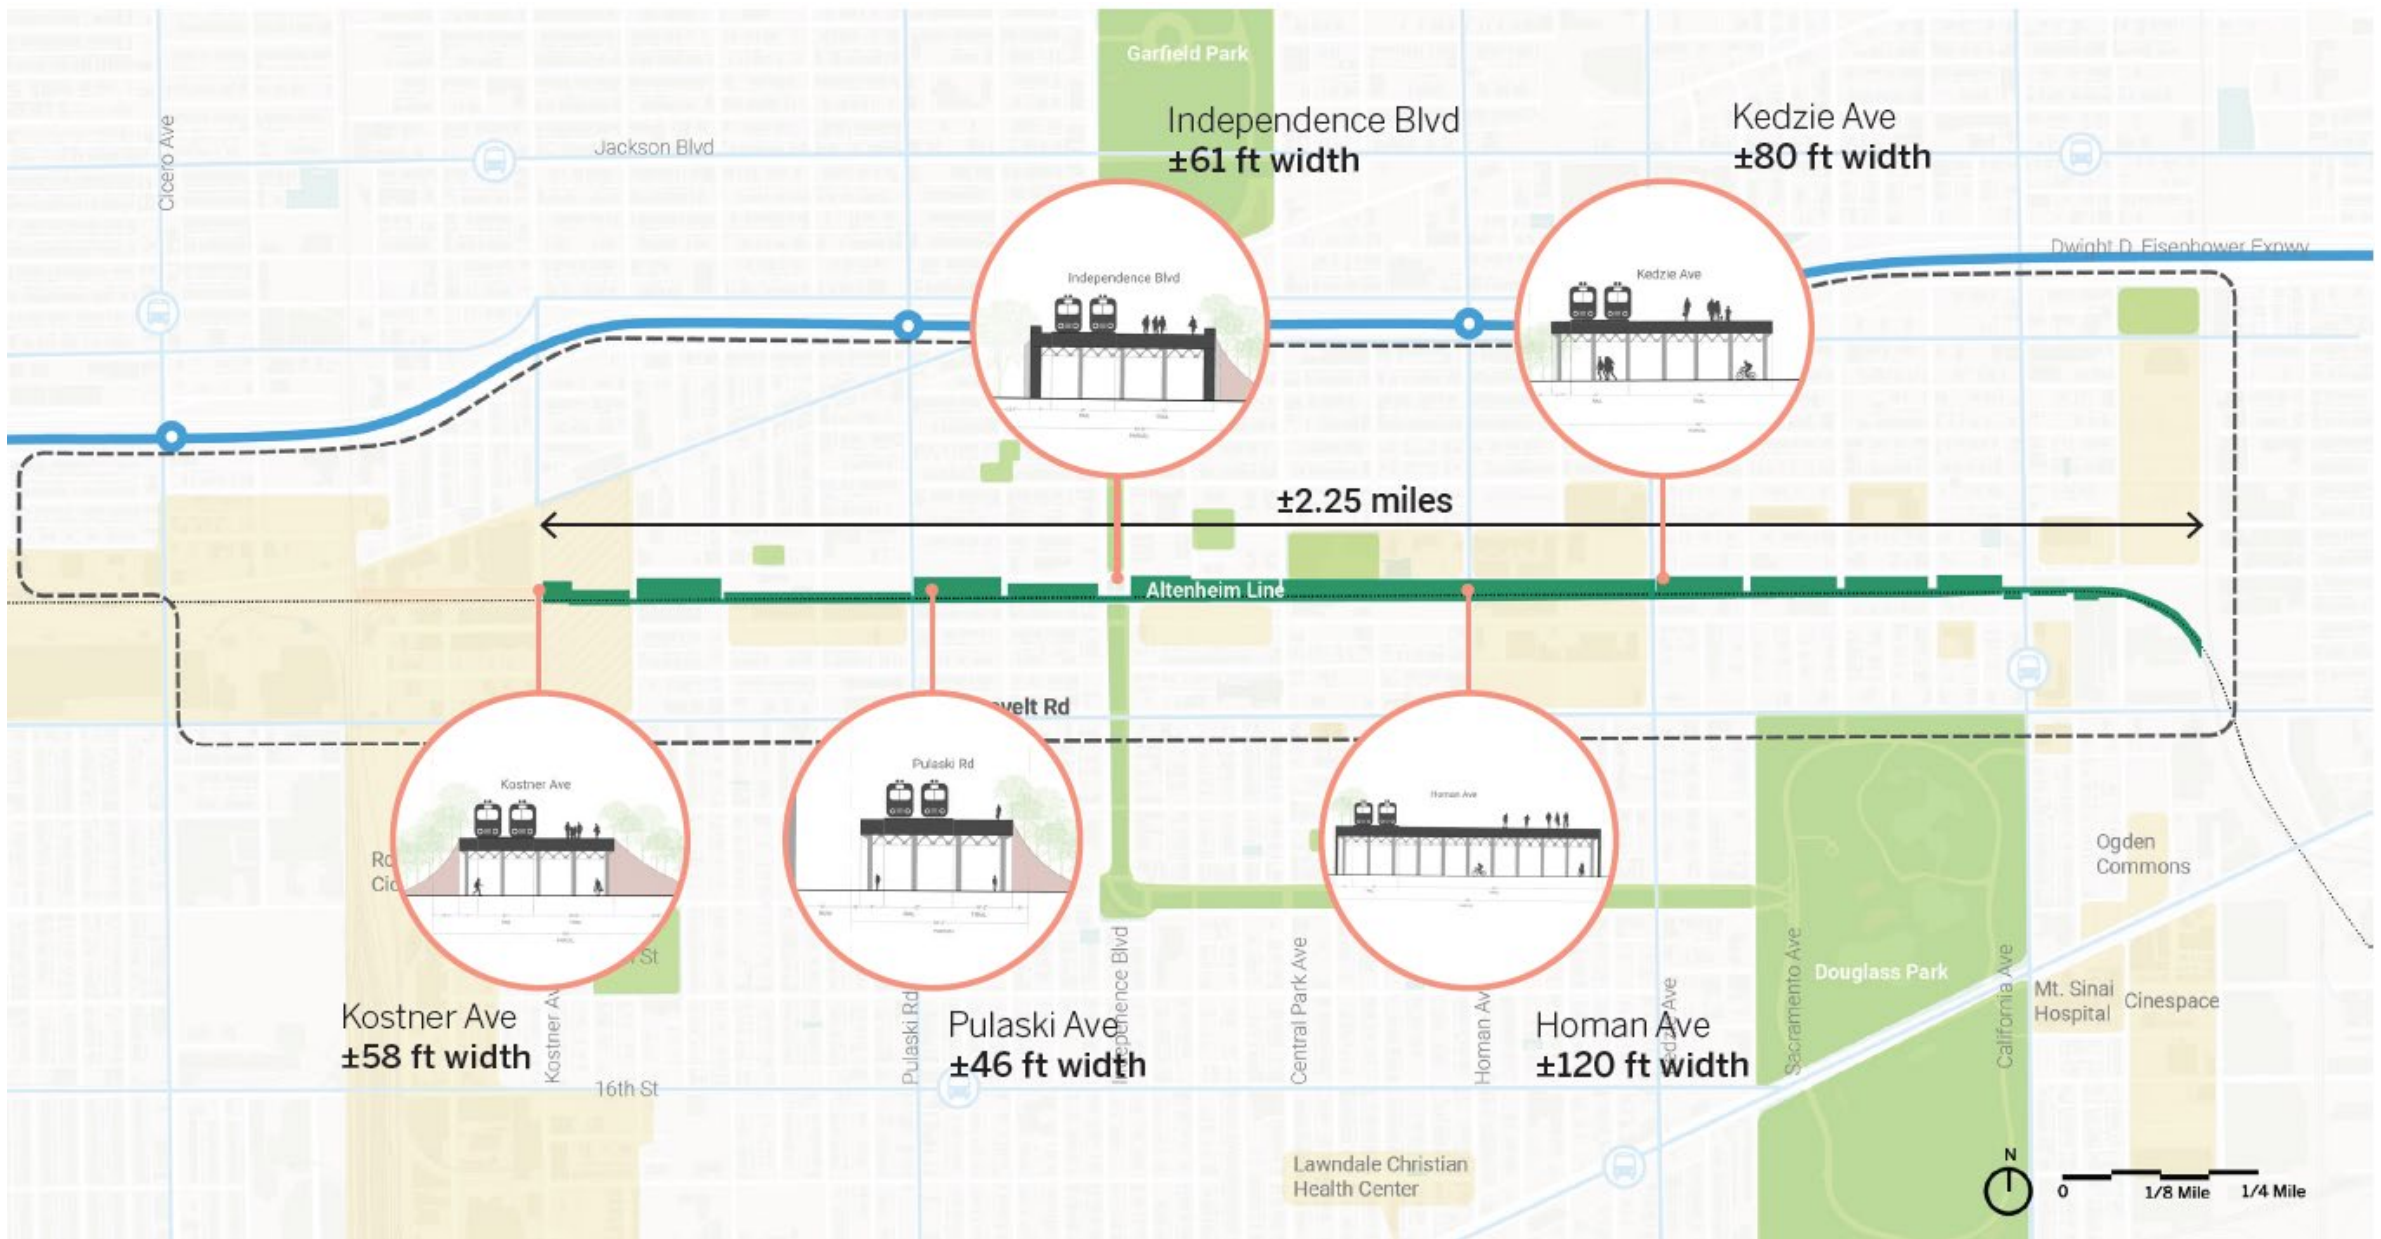 Garfield Park
Independence Blvd
±61 ft width
Kedzie Ave
±80 ft width
Cicero Ave
Jackson Blvd
Dwight D. Eisenhower Expwy
Independence Blvd
Kedzie Ave
±2.25 miles
Altenheim Line
velt Rd
Kostner Ave
Pulaski Rd
Homan Ave
Ogden
Commons
St
Douglass Park
Mt. Sinai
Hospital
Cinespace
Kostner Ave
±58 ft width
Kostner Av
Pulaski Rd
Pulaski Ave
±46 ft width
Central Park Ave
Homan Av
Homan Ave
±120 ft width
Sacramento Ave
California Ave
16th St
Lawndale Christian
Health Center
N
0 1/8 Mile 1/4 Mile